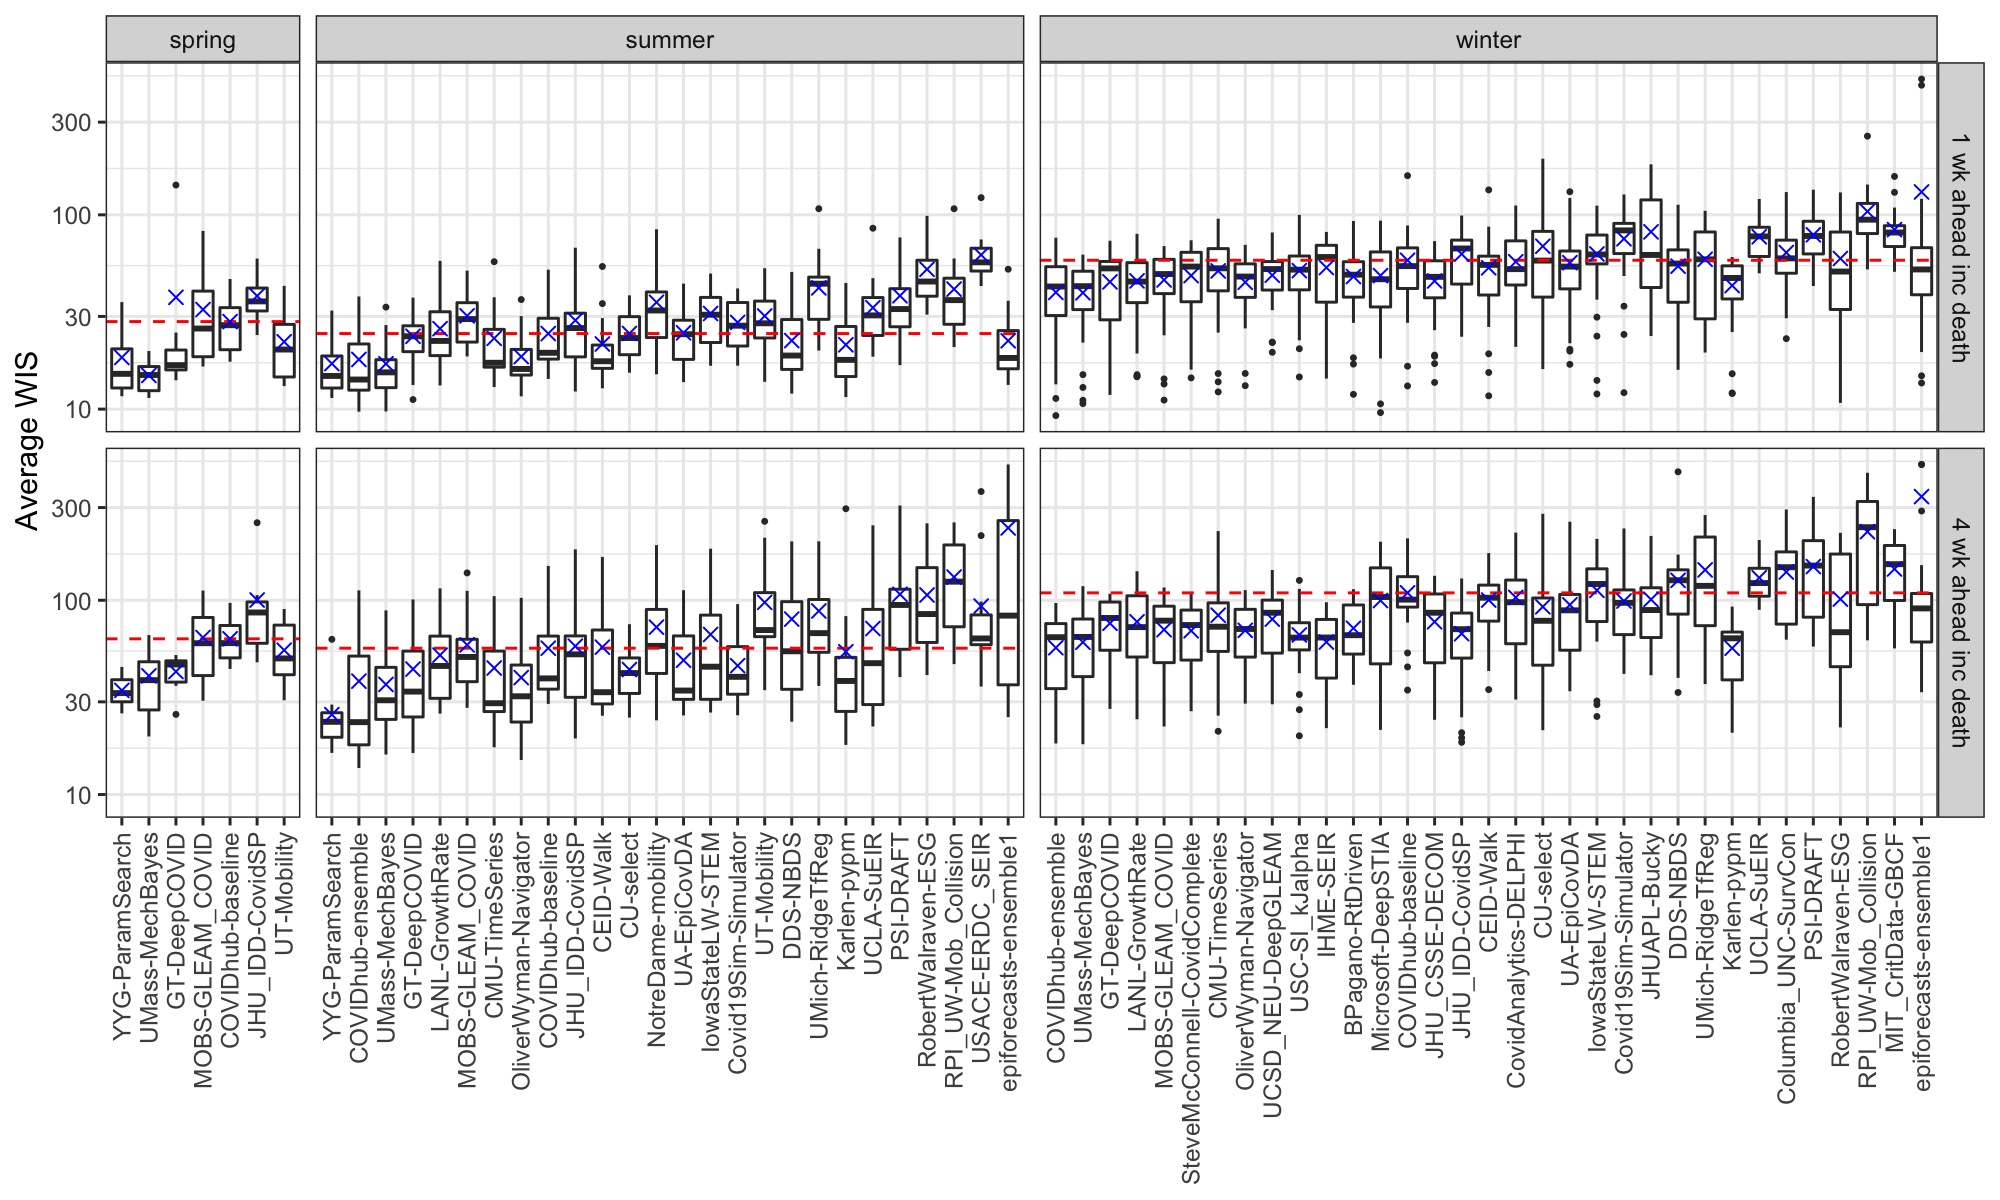 spring
summer
winter
Average WIS
300
100
30
10
1 wk ahead inc death
300
100
30
10
4 wk ahead inc death
YYG-ParamSearch
UMass-MechBayes
GT-DeepCOVID
MOBS-GLEAM_COVID
COVIDhub-baseline
JHU_IDD-CovidSP
UT-Mobility
YYG-ParamSearch
COVIDhub-ensemble
UMass-MechBayes
GT-DeepCOVID
LANL-GrowthRate
MOBS-GLEAM_COVID
CMU-TimeSeries
OliverWyman-Navigator
COVIDhub-baseline
JHU_IDD-CovidSP
CEID-Walk
CU-select
NotreDame-mobility
UA-EpiCovDA
IowaStateLW-STEM
Covid19Sim-Simulator
UT-Mobility
DDS-NBDS
UMich-RidgeTfReg
Karlen-pypm
UCLA-SuEIR
PSI-DRAFT
RobertWalraven-ESG
RPI_UW-Mob_Collision
USACE-ERDC_SEIR
epiforecasts-ensemble1
COVIDhub-ensemble
UMass-MechBayes
GT-DeepCOVID
LANL-GrowthRate
MOBS-GLEAM_COVID
SteveMcConnell-CovidComplete
CMU-TimeSeries
OliverWyman-Navigator
UCSD_NEU-DeepGLEAM
USC-SI_kJalpha
IHME-SEIR
BPagano-RtDriven
Microsoft-DeepSTIA
COVIDhub-baseline
JHU_CSSE-DECOM
JHU_IDD-CovidSP
CEID-Walk
CovidAnalytics-DELPHI
CU-select
UA-EpiCovDA
IowaStateLW-STEM
Covid19Sim-Simulator
JHUAPL-Bucky
DDS-NBDS
UMich-RidgeTfReg
Karlen-pypm
UCLA-SuEIR
Columbia_UNC-SurvCon
PSI-DRAFT
RobertWalraven-ESG
RPI_UW-Mob_Collision
MIT_CritData-GBCF
epiforecasts-ensemble1